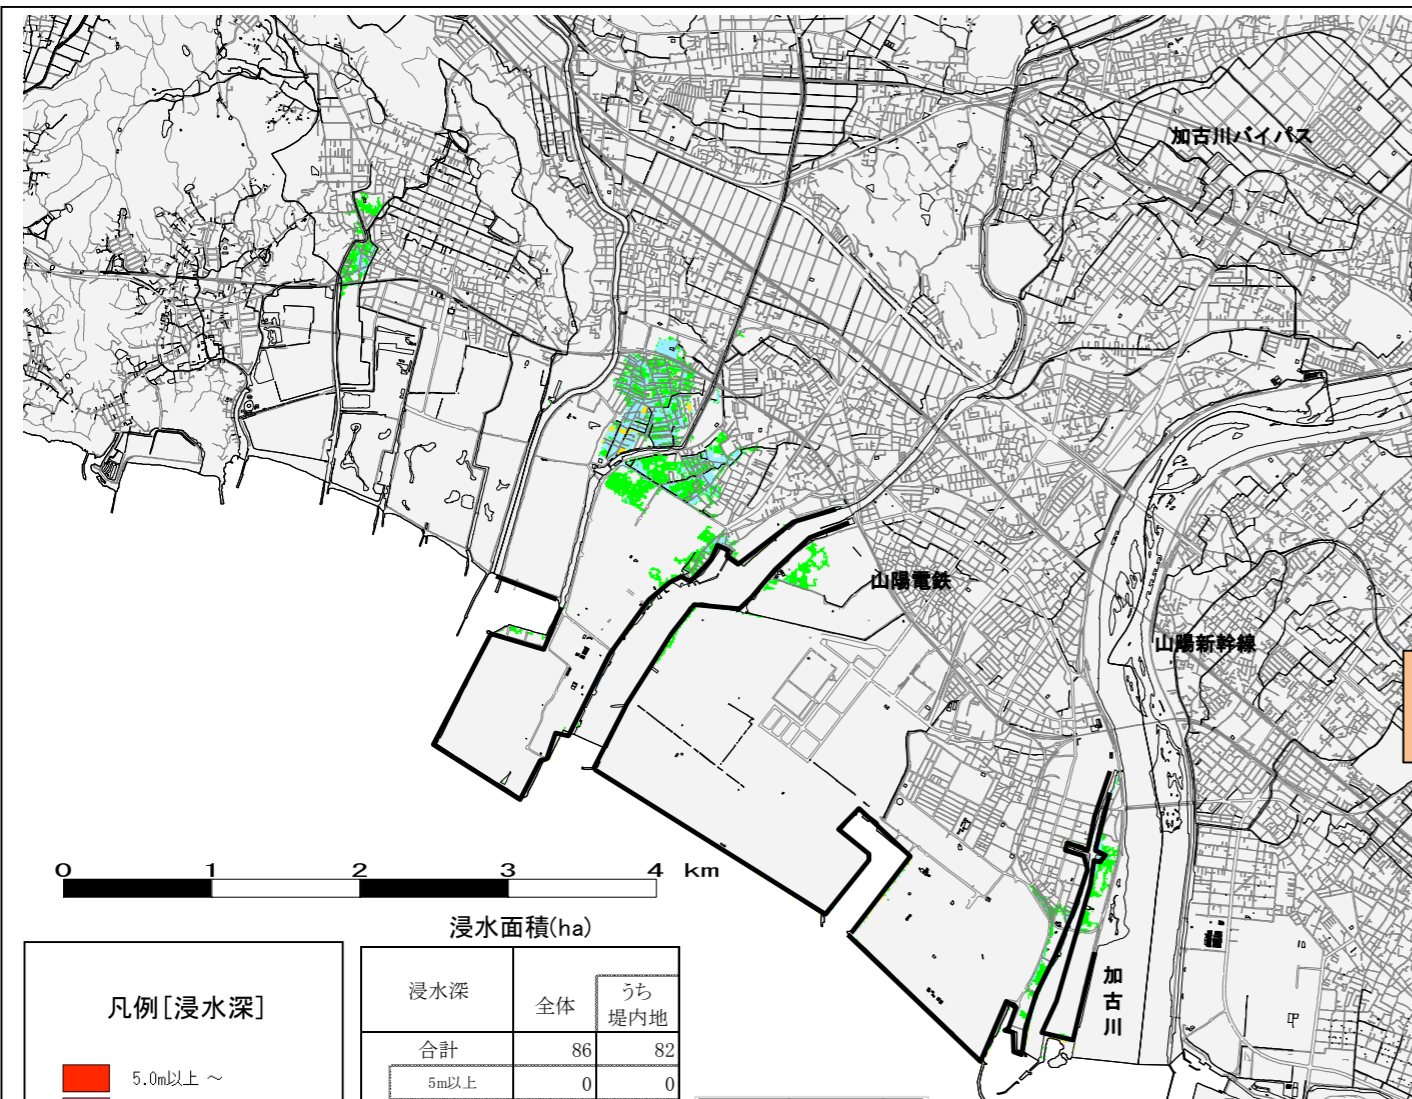 加古川バイパス
山陽電鉄
山陽新幹線
加古川
0 1 2 3 4 km
浸水面積(ha)
凡例[浸水深]
5.0m以上 ～
浸水深 全体 うち堤内地
合計 86 82
5m以上 0 0